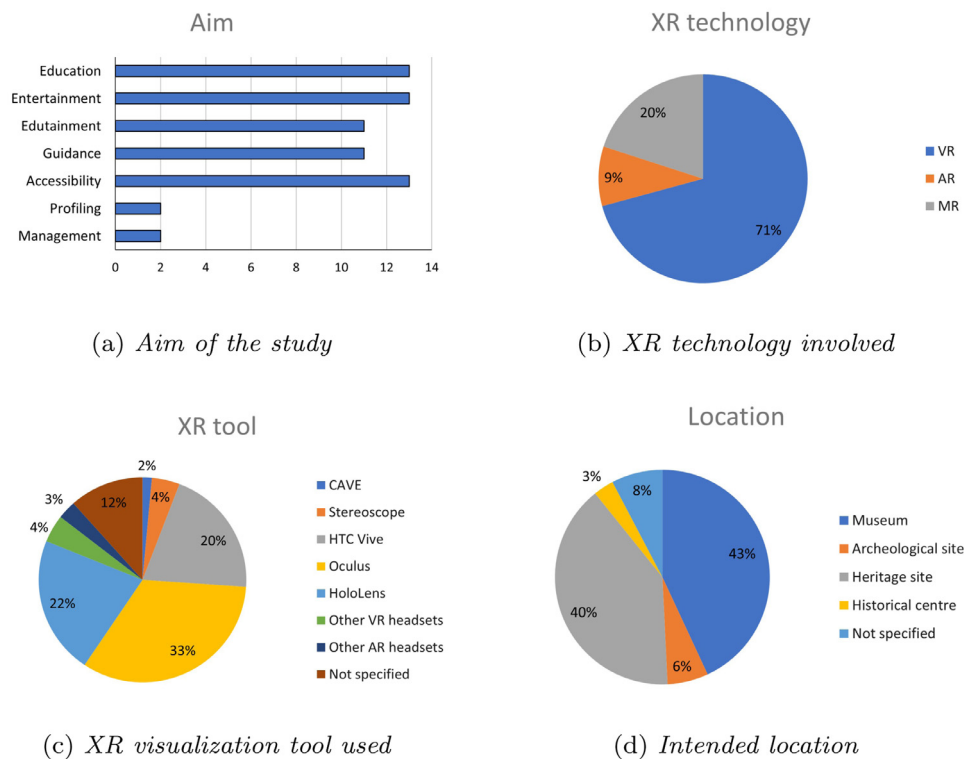 Aim
Education
Entertainment
Edutainment
Guidance
Accessibility
Profiling
Management
0 2 4 6 8 10 12 14
(a) Aim of the study
XR technology
20%
9%
71%
VR
AR
MR
(b) XR technology involved
XR tool
2%
4%
20%
33%
22%
4%
3%
12%
CAVE
Stereoscope
HTC Vive
Oculus
HoloLens
Other VR headsets
Other AR headsets
Not specified
(c) XR visualization tool used
Location
3%
8%
43%
40%
6%
Museum
Archeological site
Heritage site
Historical centre
Not specified
(d) Intended location